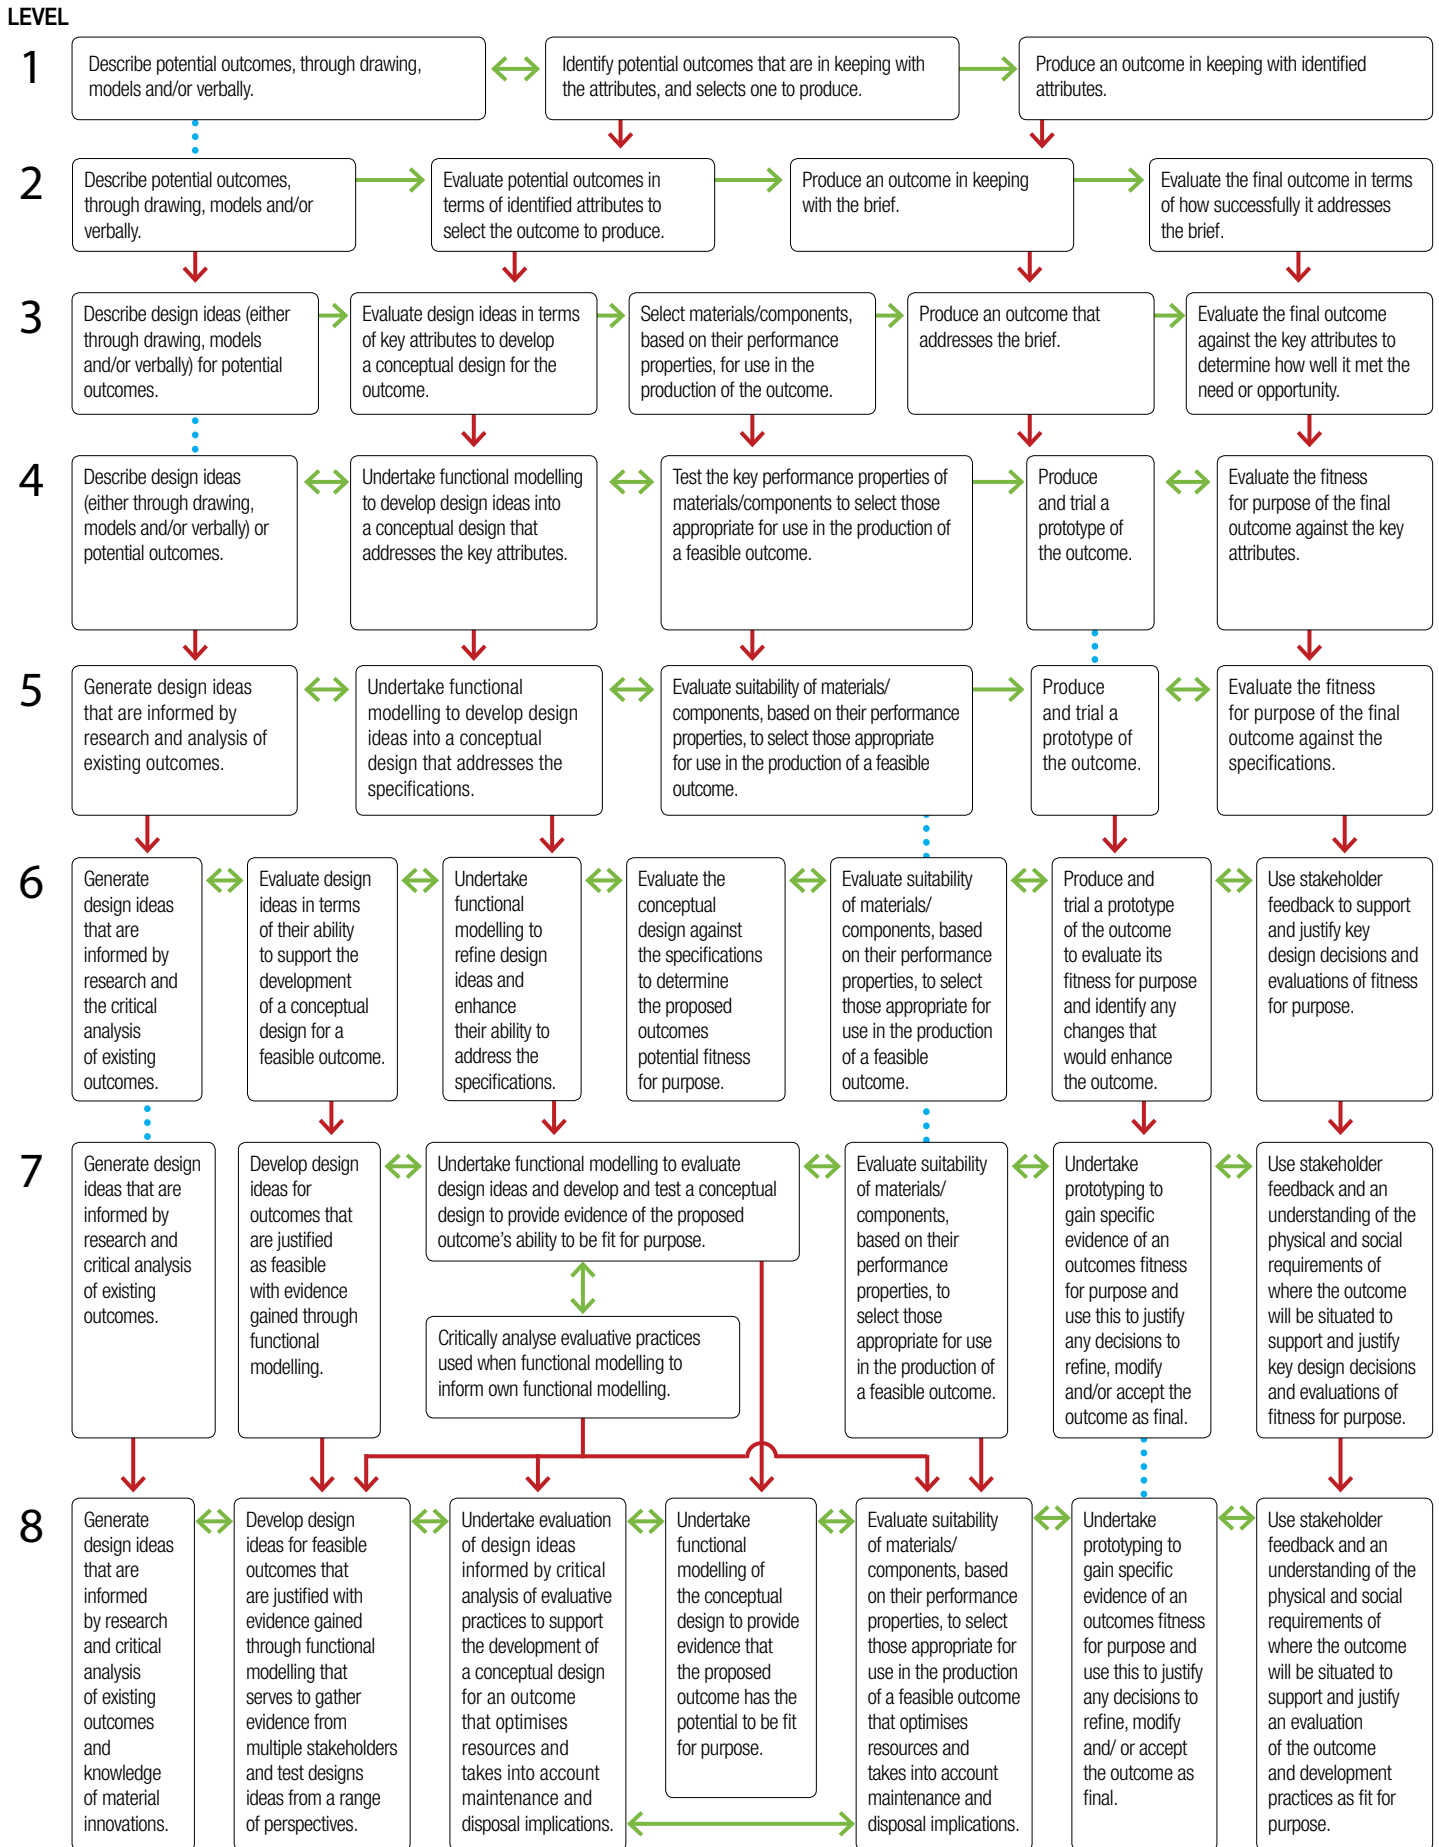 LEVEL
1
Describe potential outcomes, through drawing,
models and/or verbally.
Identify potential outcomes that are in keeping with
the attributes, and selects one to produce.
Produce an outcome in keeping with identified
attributes.
2
Describe potential outcomes,
through drawing, models and/or
verbally.
Evaluate potential outcomes in
terms of identified attributes to
select the outcome to produce.
Produce an outcome in keeping
with the brief.
Evaluate the final outcome in terms
of how successfully it addresses
the brief.
3
Describe design ideas (either
through drawing, models
and/or verbally) for potential
outcomes.
Evaluate design ideas in terms
of key attributes to develop
a conceptual design for the
outcome.
Select materials/components,
based on their performance
properties, for use in the
production of the outcome.
Produce an outcome that
addresses the brief.
Evaluate the final outcome
against the key attributes to
determine how well it met the
need or opportunity.
4
Describe design ideas
(either through drawing,
models and/or verbally) or
potential outcomes.
Undertake functional modelling
to develop design ideas into
a conceptual design that
addresses the key attributes.
Test the key performance properties of
materials/components to select those
appropriate for use in the production of
a feasible outcome.
Produce
and trial a
prototype of
the outcome.
Evaluate the fitness
for purpose of the final
outcome against the key
attributes.
5
Generate design ideas
that are informed by
research and analysis of
existing outcomes.
Undertake functional
modelling to develop design
ideas into a conceptual
design that addresses the
specifications.
Evaluate suitability of materials/
components, based on their performance
properties, to select those appropriate
for use in the production of a feasible
outcome.
Produce
and trial a
prototype of
the outcome.
Evaluate the fitness
for purpose of the final
outcome against the
specifications.
6
Generate
design ideas
that are
informed by
research and
the critical
analysis
of existing
outcomes.
Evaluate design
ideas in terms
of their ability
to support the
development
of a conceptual
design for a
feasible outcome.
Undertake
functional
modelling to
refine design
ideas and
enhance
their ability to
address the
specifications.
Evaluate the
conceptual
design against
the specifications
to determine
the proposed
outcomes
potential fitness
for purpose.
Evaluate suitability
of materials/
components, based
on their performance
properties, to select
those appropriate for
use in the production
of a feasible
outcome.
Produce and
trial a prototype
of the outcome
to evaluate its
fitness for purpose
and identify any
changes that
would enhance
the outcome.
Use stakeholder
feedback to support
and justify key
design decisions and
evaluations of fitness
for purpose.
7
Generate design
ideas that are
informed by
research and
critical analysis
of existing
outcomes.
Develop design
ideas for
outcomes that
are justified
as feasible
with evidence
gained through
functional
modelling.
Undertake functional modelling to evaluate
design ideas and develop and test a conceptual
design to provide evidence of the proposed
outcome's ability to be fit for purpose.
Critically analyse evaluative practices
used when functional modelling to
inform own functional modelling.
Evaluate suitability
of materials/
components,
based on their
performance
properties, to
select those
appropriate for use
in the production of
a feasible outcome.
Undertake
prototyping to
gain specific
evidence of an
outcomes fitness
for purpose and
use this to justify
any decisions to
refine, modify
and/or accept the
outcome as final.
Use stakeholder
feedback and an
understanding of the
physical and social
requirements of
where the outcome
will be situated to
support and justify
key design decisions
and evaluations of
fitness for purpose.
8
Generate
design ideas
that are
informed
by research
and critical
analysis
of existing
outcomes
and
knowledge
of material
innovations.
Develop design
ideas for feasible
outcomes that
are justified with
evidence gained
through functional
modelling that
serves to gather
evidence from
multiple stakeholders
and test designs
ideas from a range
of perspectives.
Undertake evaluation
of design ideas
informed by critical
analysis of evaluative
practices to support
the development of
a conceptual design
for an outcome
that optimises
resources and
takes into account
maintenance and
disposal implications.
Undertake
functional
modelling of
the conceptual
design to provide
evidence that
the proposed
outcome has the
potential to be fit
for purpose.
Evaluate suitability
of materials/
components, based
on their performance
properties, to select
those appropriate for
use in the production
of a feasible outcome
that optimises
resources and
takes into account
maintenance and
disposal implications.
Undertake
prototyping to
gain specific
evidence of an
outcomes fitness
for purpose and
use this to justify
any decisions to
refine, modify
and/ or accept
the outcome as
final.
Use stakeholder
feedback and an
understanding of the
physical and social
requirements of
where the outcome
will be situated to
support and justify
an evaluation
of the outcome
and development
practices as fit for
purpose.